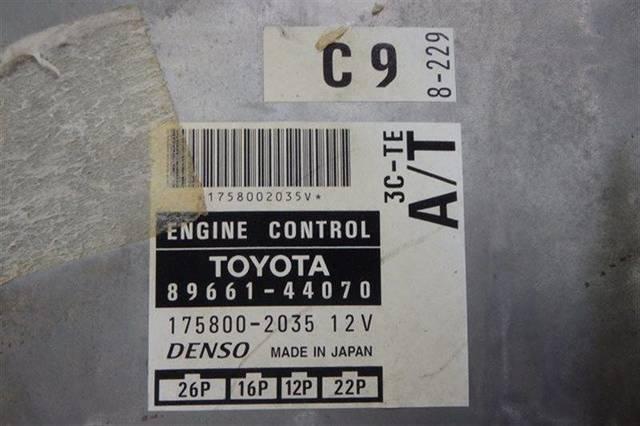 C9
8-229
1758002035V*
3C-TE
A/T
ENGINE CONTROL
TOYOTA
89661-44070
175800-2035 12V
DENSO MADE IN JAPAN
26P 16P 12P 22P